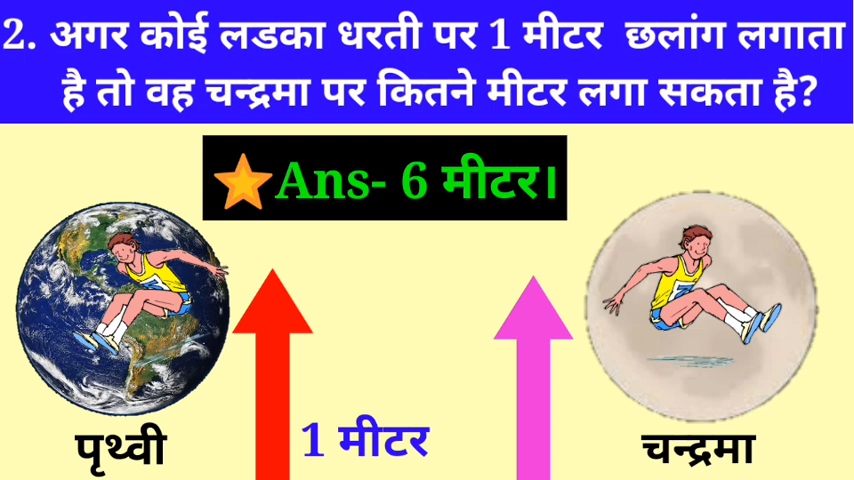 2. अगर कोई लडका धरती पर 1 मीटर छलांग लगाता
है तो वह चन्द्रमा पर कितने मीटर लगा सकता है?
Ans- 6 मीटर।
1 मीटर
पृथ्वी
चन्द्रमा